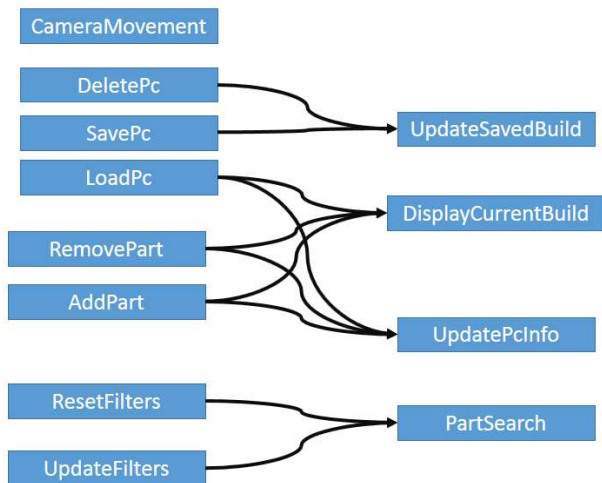 CameraMovement
DeletePc
SavePc
LoadPc
RemovePart
AddPart
ResetFilters
UpdateFilters
UpdateSavedBuild
DisplayCurrentBuild
UpdatePcInfo
PartSearch